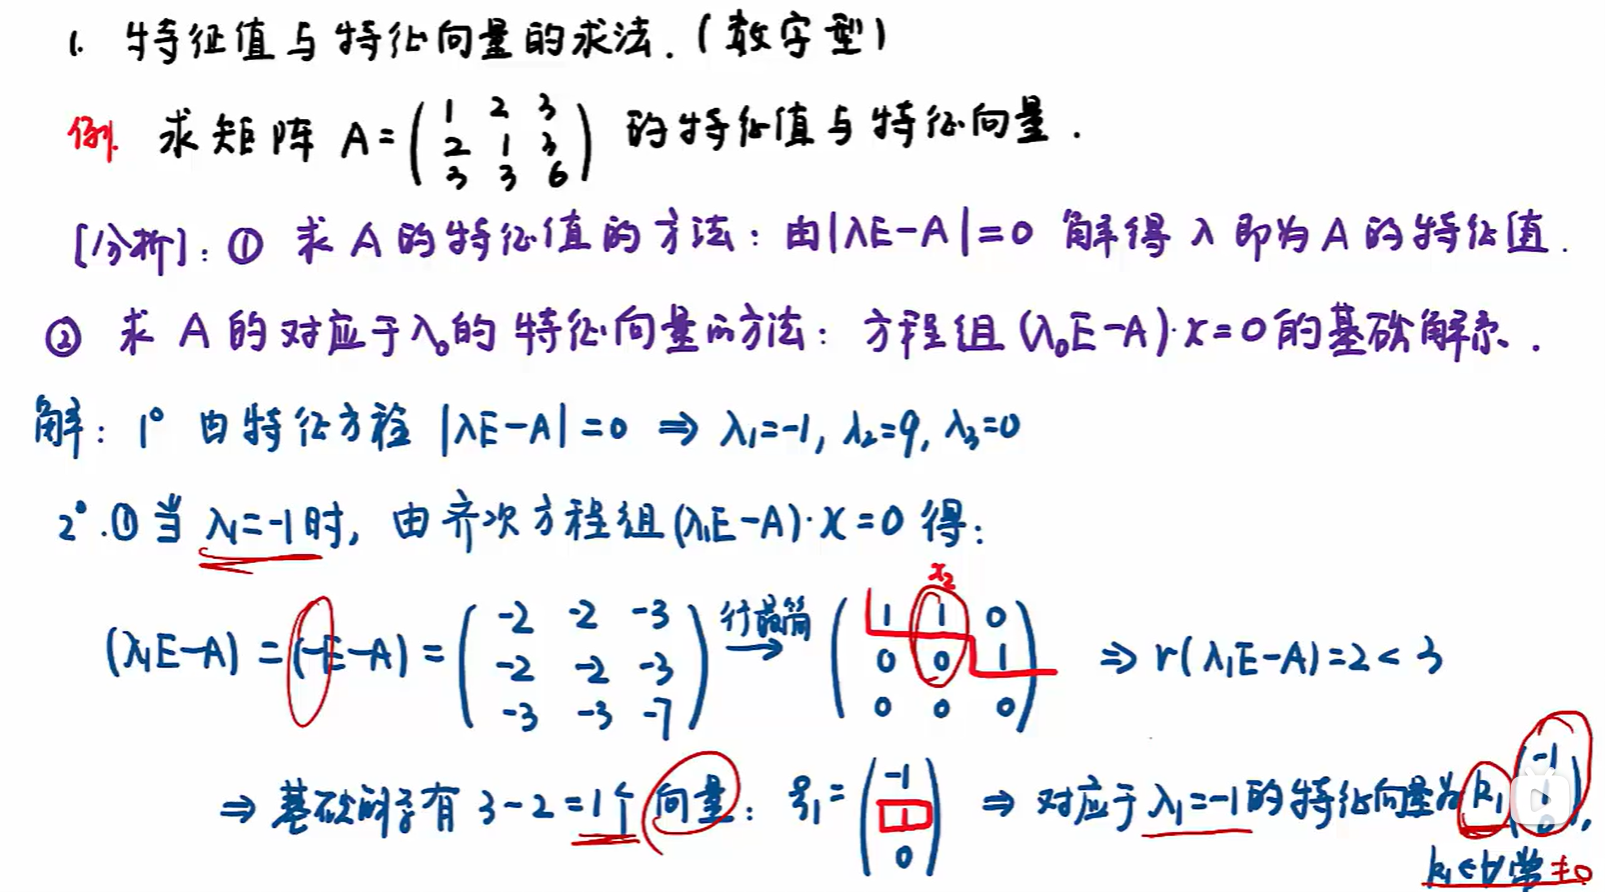 1. 特征值与特征向量的求法.(数字型)
例. 求矩阵 A = ( 1 2 3 的特征值与特征向量.
2 1 3
3 3 6 )
[分析]: ① 求 A 的特征值的方法: 由|λE-A|=0 解得 λ 即为 A 的特征值.
② 求 A 的对应于λ₀的特征向量的方法: 方程组 (λ₀E-A)·x=0 的基础解系.
解: 1° 由特征方程 |λE-A|=0 ⇒ λ₁=-1, λ₂=9, λ₃=0
2°.① 当 λ₁=-1时, 由齐次方程组(λ₁E-A)·x=0 得:
x₂
(λ₁E-A) = (-E-A) = ( -2 -2 -3 行最简 → ( 1 1 0 ⇒ r(λ₁E-A)=2<3
-2 -2 -3 0 0 1
-3 -3 -7 ) 0 0 0 )
⇒ 基础解系有 3-2=1个向量: ξ₁= ( -1 1 0 ) ⇒ 对应于 λ₁=-1的特征向量为 k₁ ( -1 1 0 ),
k₁∈∀常≠0